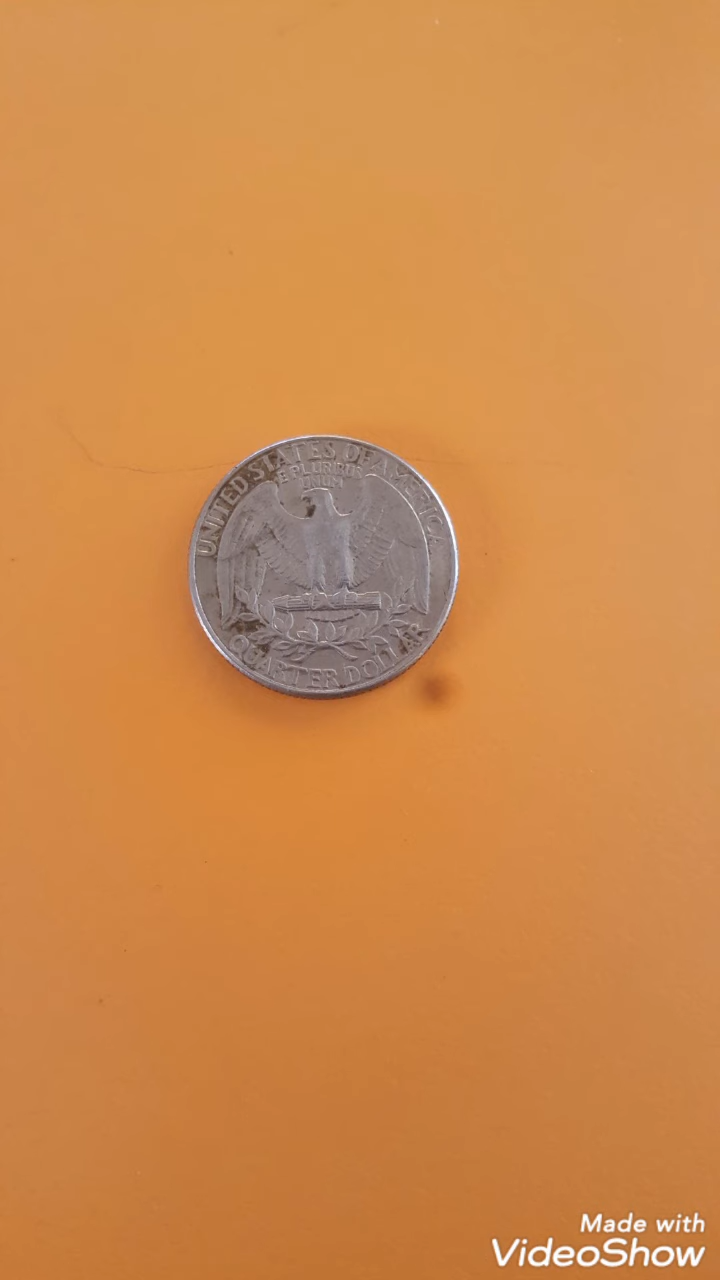 UNITED STATES OF AMERICA
E PLURIBUS
UNUM
QUARTER DOLLAR
Made with
VideoShow